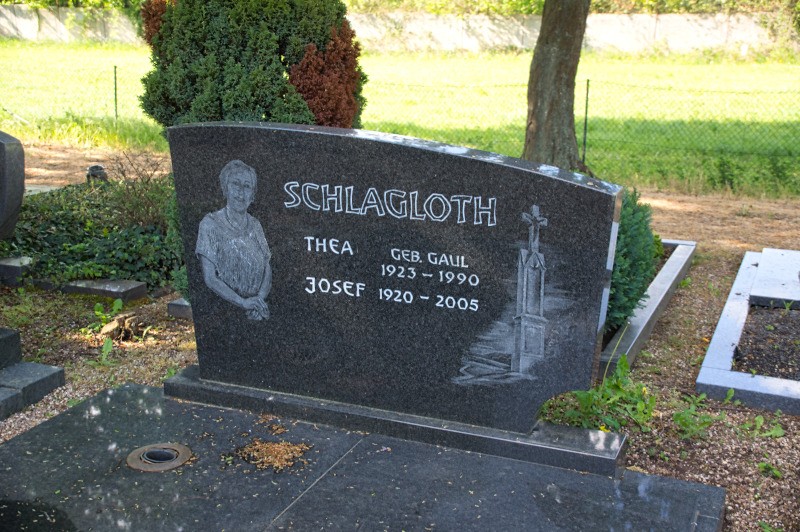 SCHLAGLOTH
THEA GEB. GAUL
1923 – 1990
JOSEF 1920 – 2005